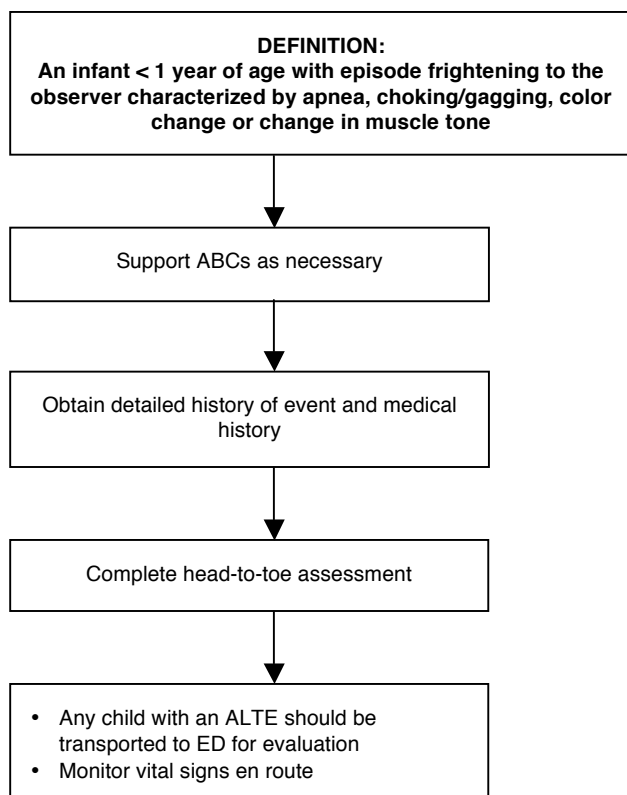 DEFINITION:
An infant < 1 year of age with episode frightening to the
observer characterized by apnea, choking/gagging, color
change or change in muscle tone
Support ABCs as necessary
Obtain detailed history of event and medical
history
Complete head-to-toe assessment
• Any child with an ALTE should be
transported to ED for evaluation
• Monitor vital signs en route